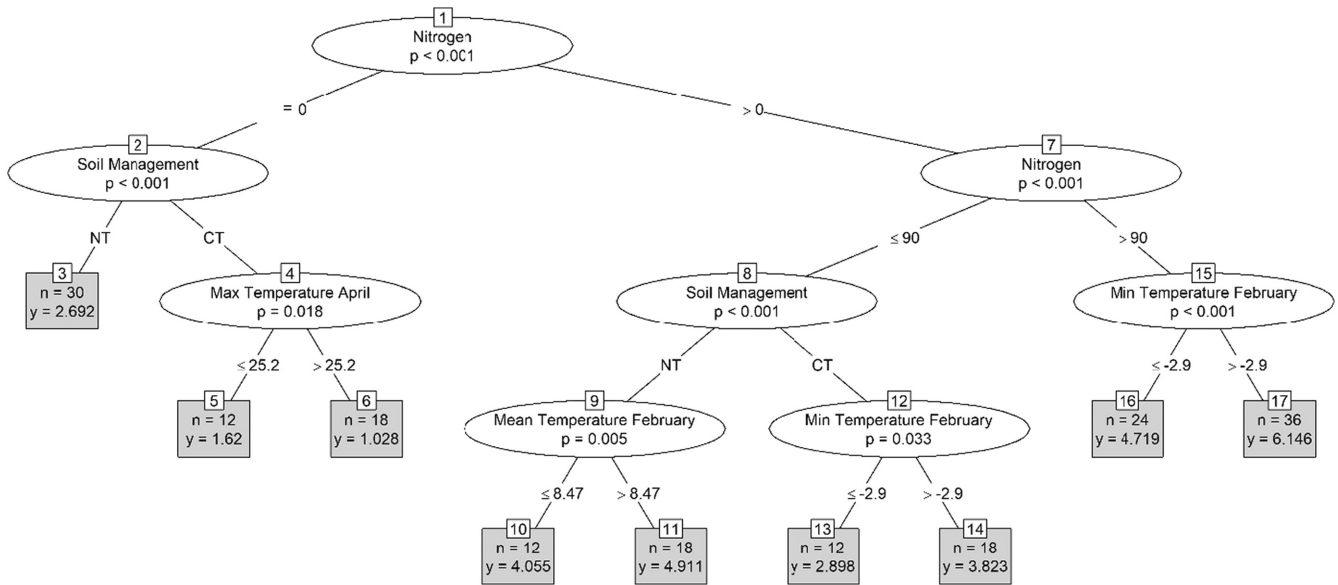 1
Nitrogen
p < 0.001
= 0
> 0
2
Soil Management
p < 0.001
7
Nitrogen
p < 0.001
NT
CT
≤ 90
> 90
3
n = 30
y = 2.692
4
Max Temperature April
p = 0.018
8
Soil Management
p < 0.001
15
Min Temperature February
p < 0.001
≤ 25.2
> 25.2
NT
CT
≤ -2.9
> -2.9
5
n = 12
y = 1.62
6
n = 18
y = 1.028
9
Mean Temperature February
p = 0.005
12
Min Temperature February
p = 0.033
16
n = 24
y = 4.719
17
n = 36
y = 6.146
≤ 8.47
> 8.47
≤ -2.9
> -2.9
10
n = 12
y = 4.055
11
n = 18
y = 4.911
13
n = 12
y = 2.898
14
n = 18
y = 3.823